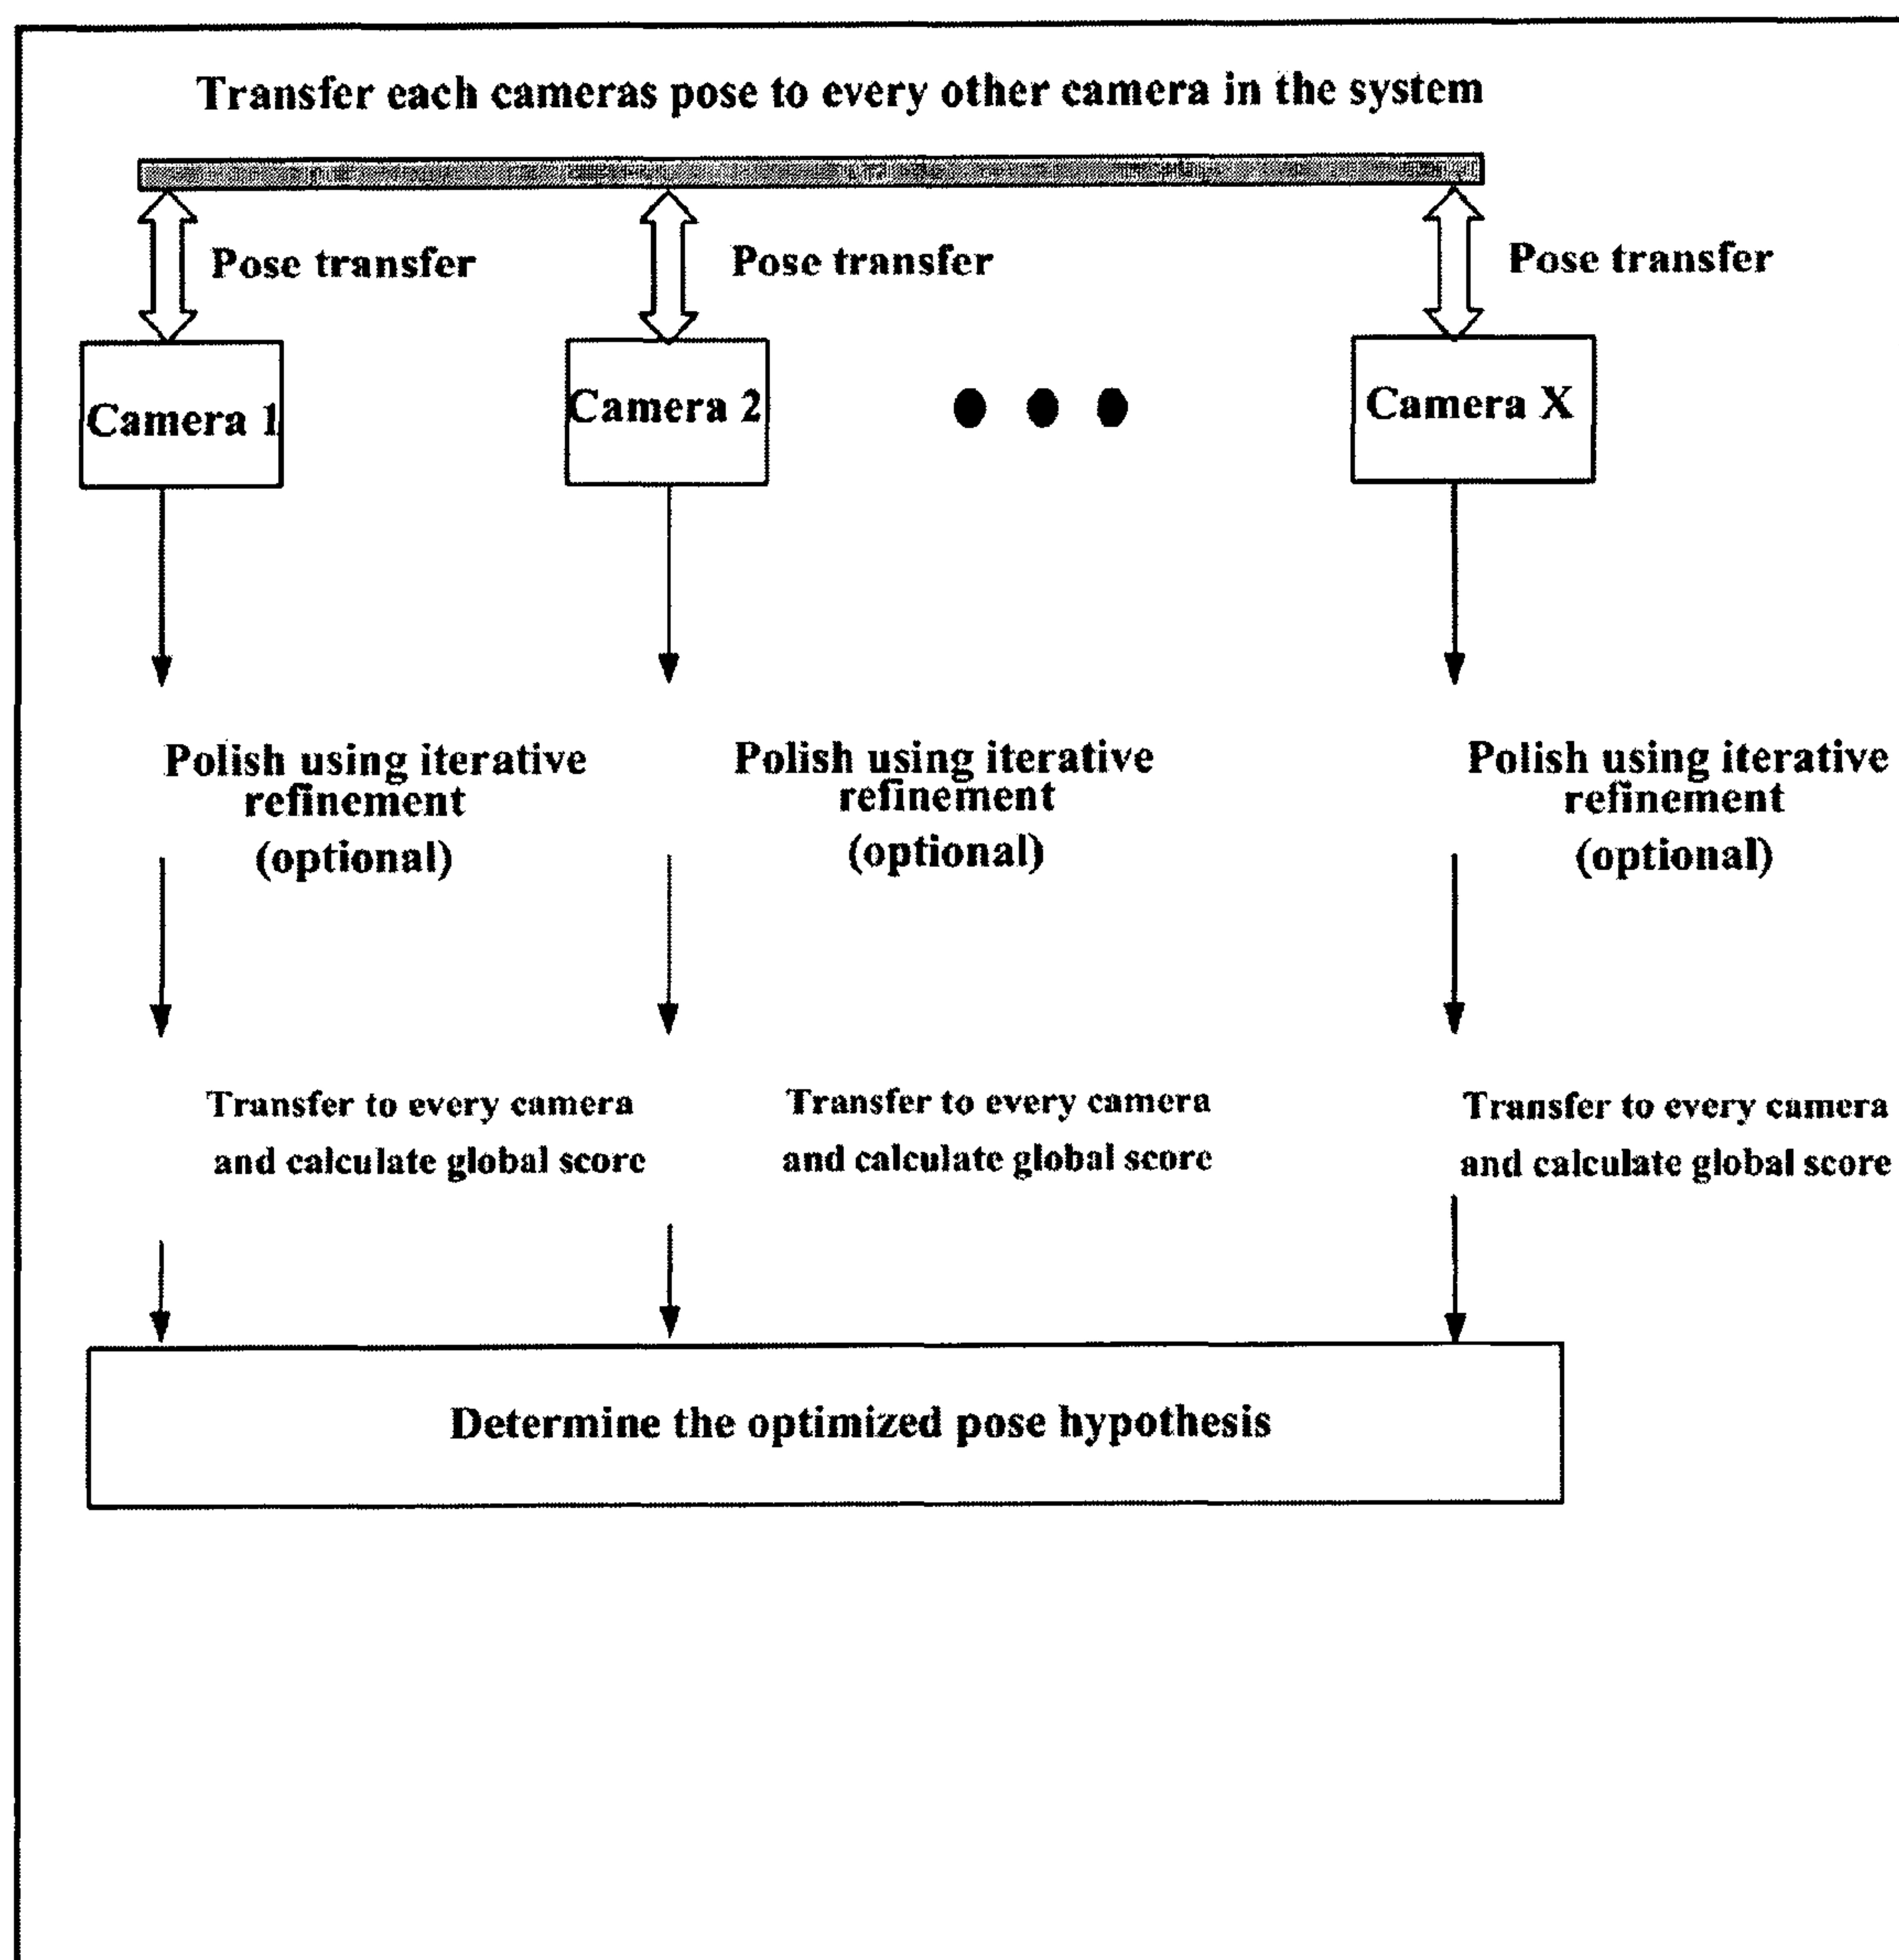 Transfer each cameras pose to every other camera in the system
Pose transfer
Pose transfer
Pose transfer
Camera 1
Camera 2
Camera X
Polish using iterative
refinement
(optional)
Polish using iterative
refinement
(optional)
Polish using iterative
refinement
(optional)
Transfer to every camera
and calculate global score
Transfer to every camera
and calculate global score
Transfer to every camera
and calculate global score
Determine the optimized pose hypothesis